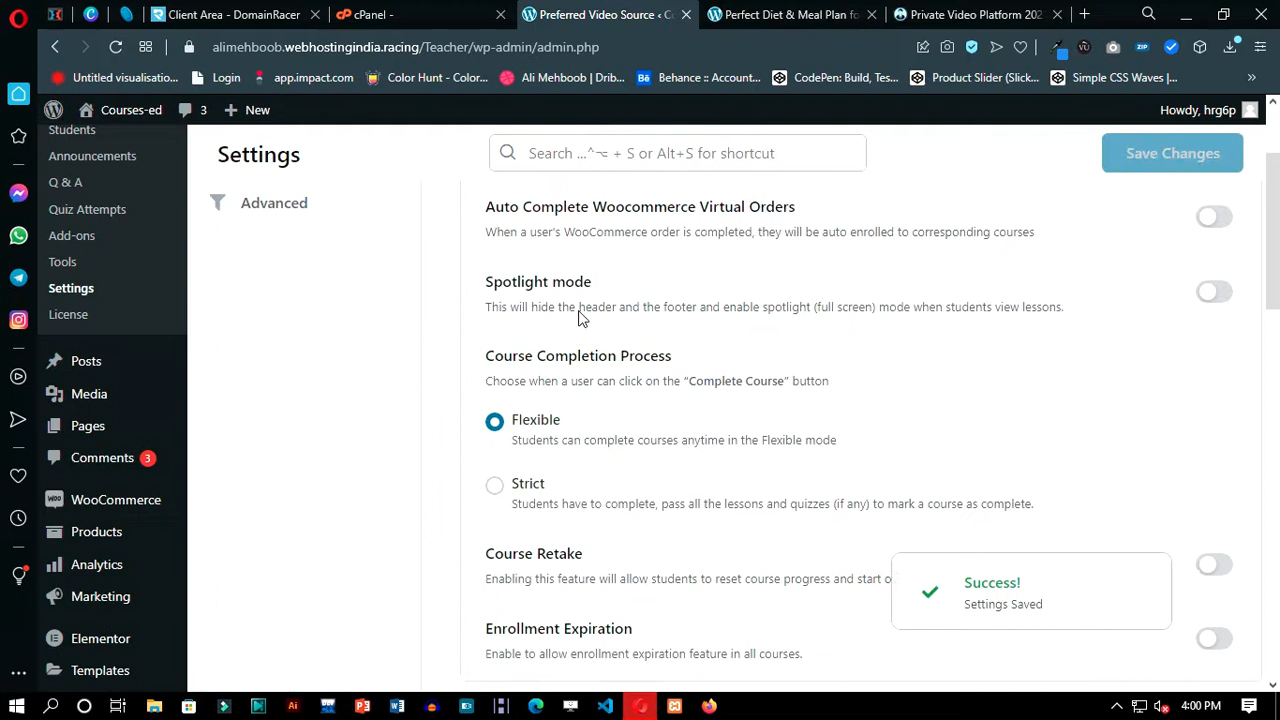 Client Area - DomainRacer
cPanel -
Preferred Video Source ‹ C
Perfect Diet & Meal Plan fo
Private Video Platform 202
alimehboob.webhostingindia.racing/Teacher/wp-admin/admin.php
Untitled visualisatio...
Login
app.impact.com
Color Hunt - Color...
Ali Mehboob | Drib...
Behance :: Account...
CodePen: Build, Tes...
Product Slider (Slick...
Simple CSS Waves |...
Courses-ed
3
New
Howdy, hrg6p
Students
Announcements
Q & A
Quiz Attempts
Add-ons
Tools
Settings
License
Posts
Media
Pages
Comments 3
WooCommerce
Products
Analytics
Marketing
Elementor
Templates
Settings
Search ...^⌥ + S or Alt+S for shortcut
Save Changes
Advanced
Auto Complete Woocommerce Virtual Orders
When a user's WooCommerce order is completed, they will be auto enrolled to corresponding courses
Spotlight mode
This will hide the header and the footer and enable spotlight (full screen) mode when students view lessons.
Course Completion Process
Choose when a user can click on the “Complete Course” button
Flexible
Students can complete courses anytime in the Flexible mode
Strict
Students have to complete, pass all the lessons and quizzes (if any) to mark a course as complete.
Course Retake
Enabling this feature will allow students to reset course progress and start o
Success!
Settings Saved
Enrollment Expiration
Enable to allow enrollment expiration feature in all courses.
4:00 PM